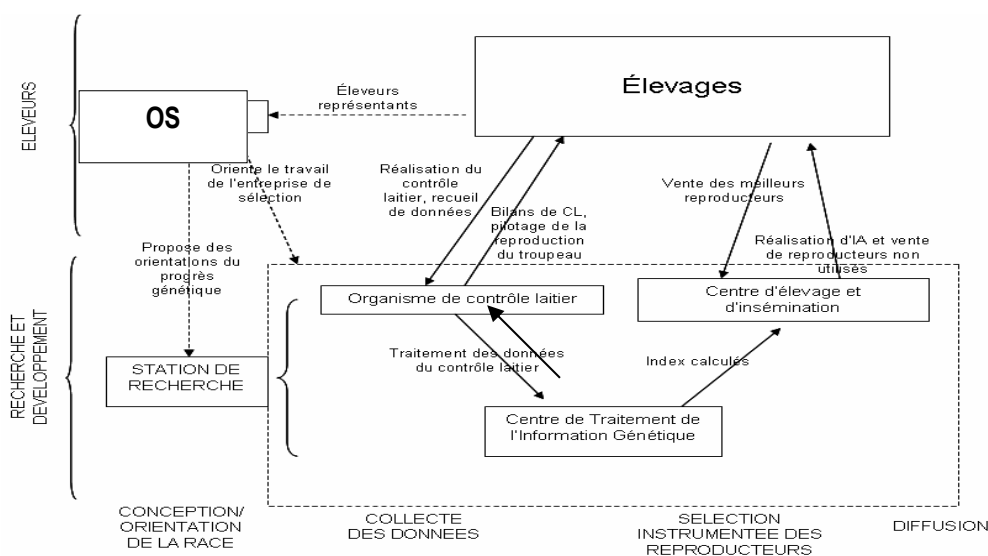 ELEVEURS
OS
Éleveurs
représentants
Élevages
Oriente le travail
de l'entreprise de
sélection
Réalisation du
contrôle
laitier, recueil
de données
Bilans de CL,
pilotage de la
reproduction
du troupeau
Vente des meilleurs
reproducteurs
Réalisation d'IA et vente
de reproducteurs non
utilisés
Propose des
orientations du
progrès
génétique
RECHERCHE ET
DEVELOPPEMENT
Organisme de contrôle laitier
Centre d'élevage et
d'insémination
STATION DE
RECHERCHE
Traitement des données
du contrôle laitier
Index calculés
Centre de Traitement de
l'Information Génétique
CONCEPTION/
ORIENTATION
DE LA RACE
COLLECTE
DES DONNEES
SELECTION
INSTRUMENTEE DES
REPRODUCTEURS
DIFFUSION